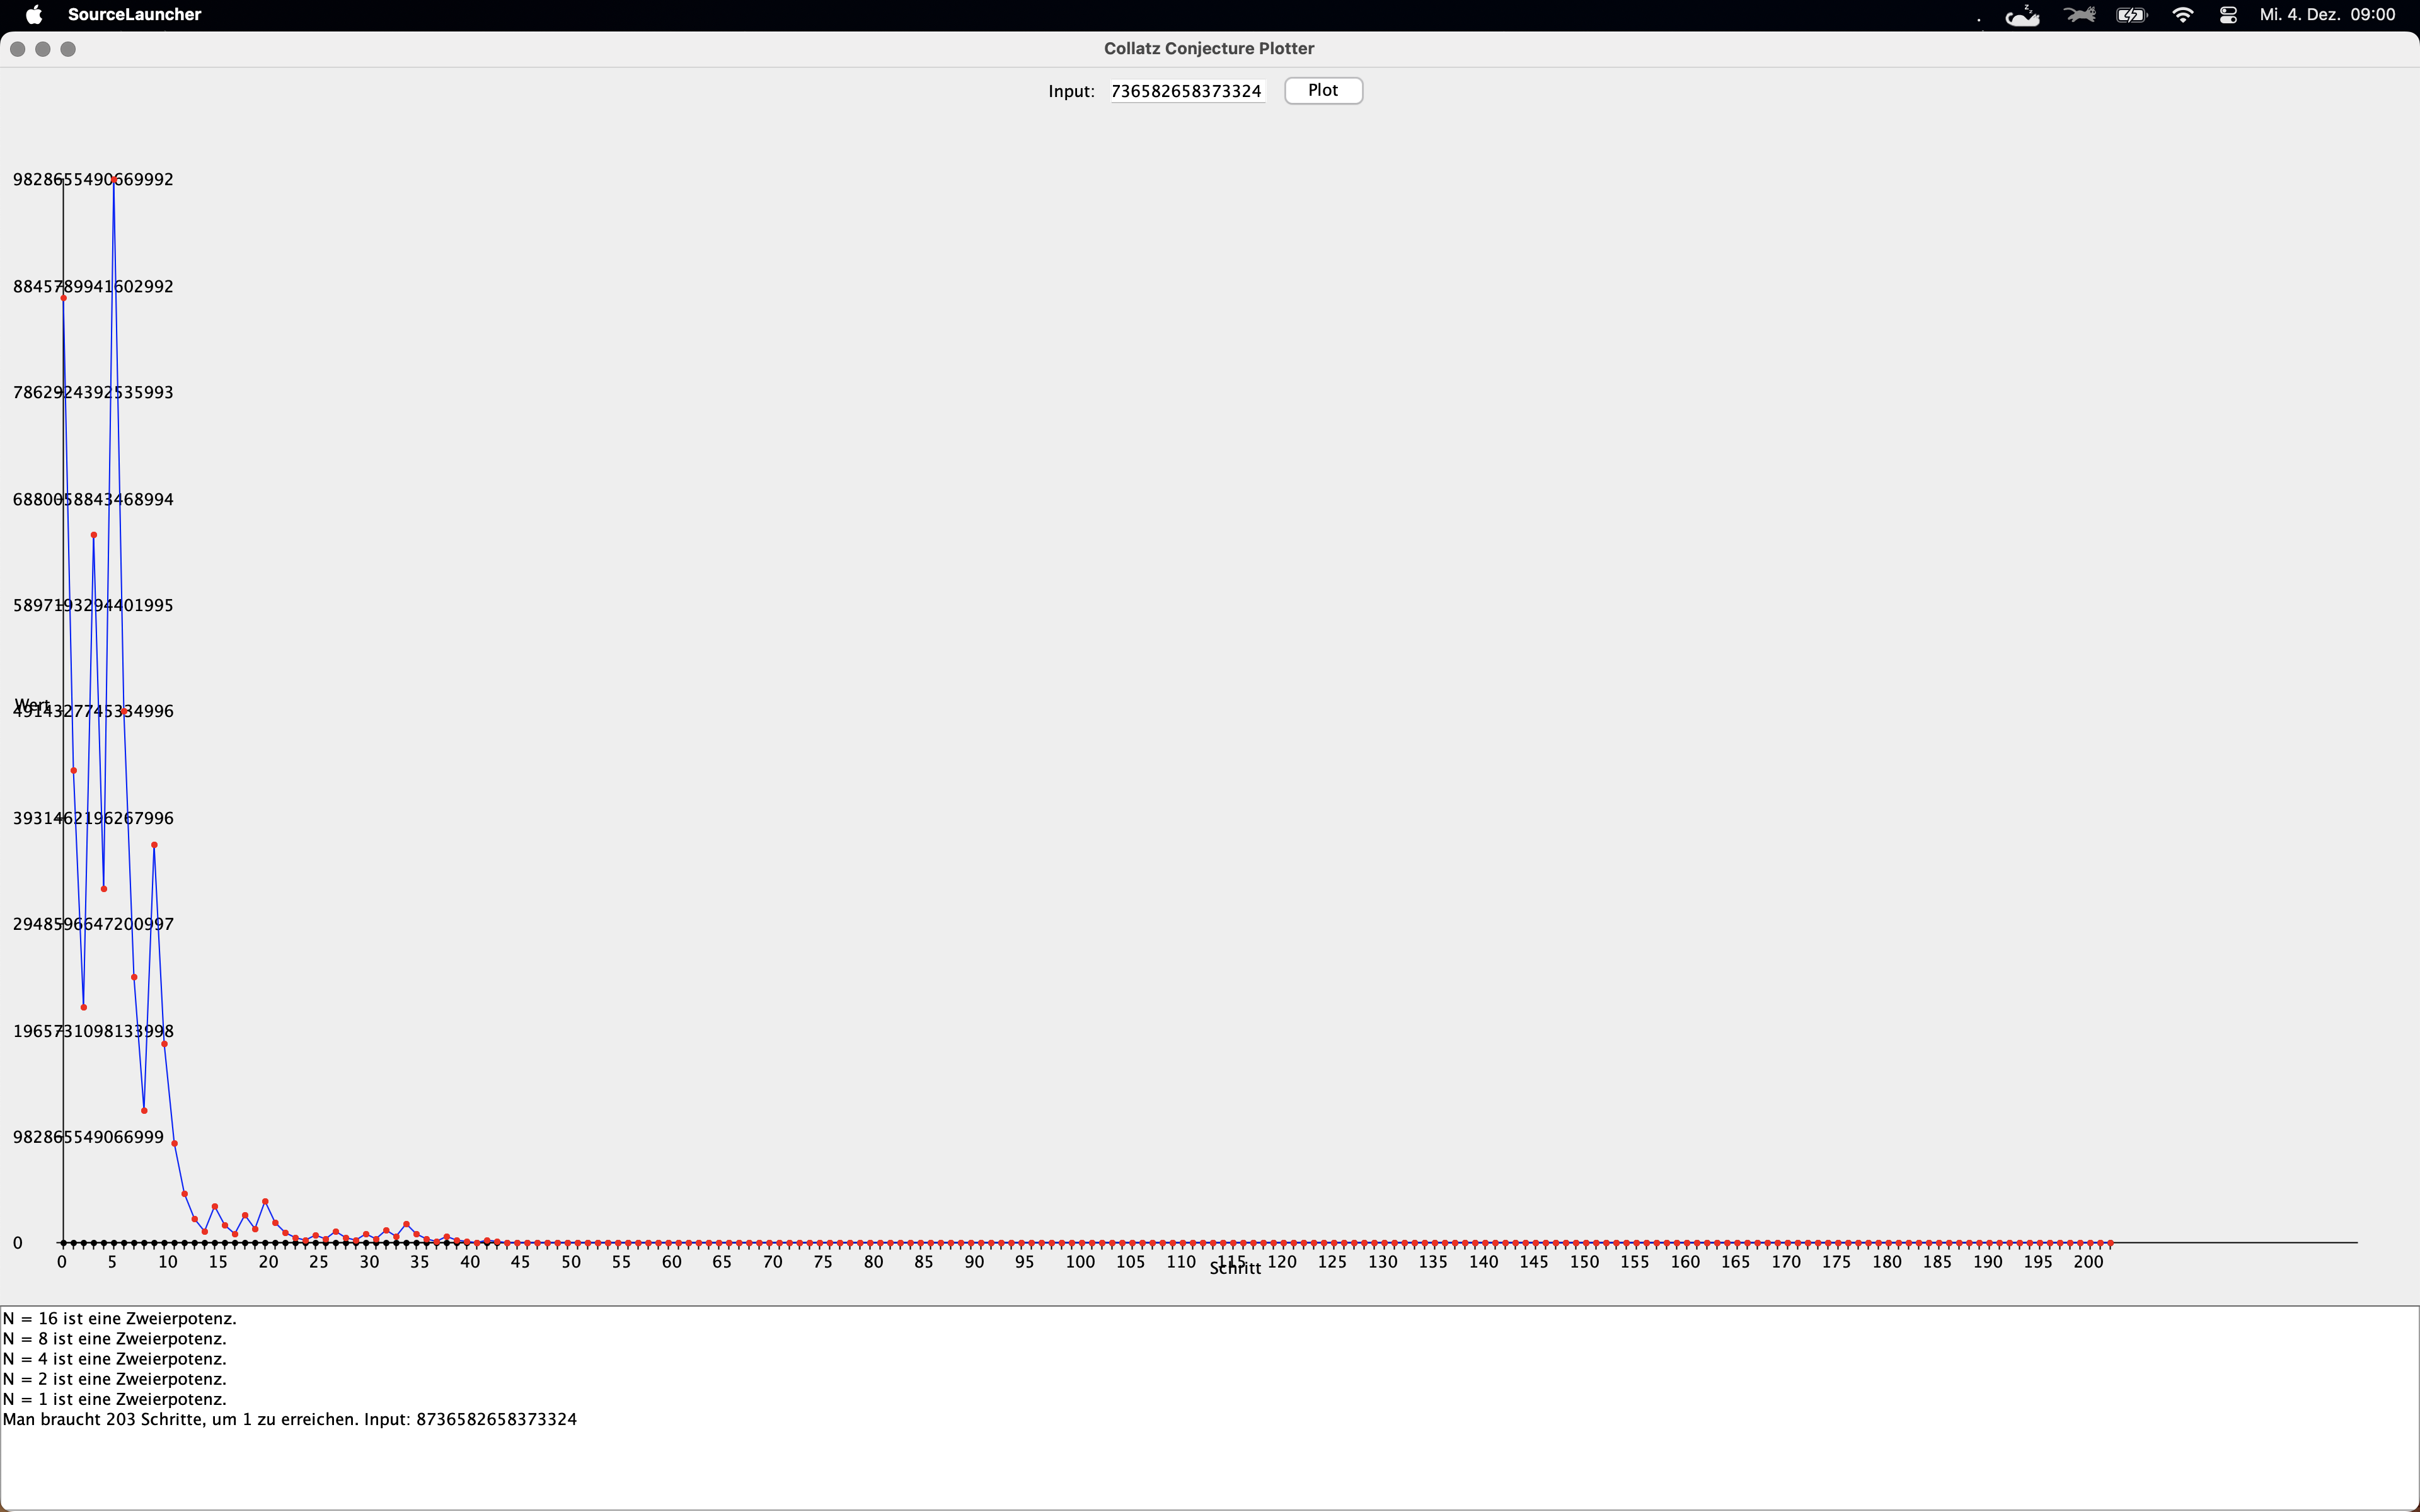 SourceLauncher
Mi. 4. Dez. 09:00
Collatz Conjecture Plotter
Input: 736582658373324 Plot
9828655490669992
8845789941602992
7862924392535993
6880058843468994
5897193294401995
Wert
4914327745334996
3931462196267996
2948596647200997
1965731098133998
982865549066999
0
0 5 10 15 20 25 30 35 40 45 50 55 60 65 70 75 80 85 90 95 100 105 110 115 120 125 130 135 140 145 150 155 160 165 170 175 180 185 190 195 200
Schritt
N = 16 ist eine Zweierpotenz.
N = 8 ist eine Zweierpotenz.
N = 4 ist eine Zweierpotenz.
N = 2 ist eine Zweierpotenz.
N = 1 ist eine Zweierpotenz.
Man braucht 203 Schritte, um 1 zu erreichen. Input: 8736582658373324